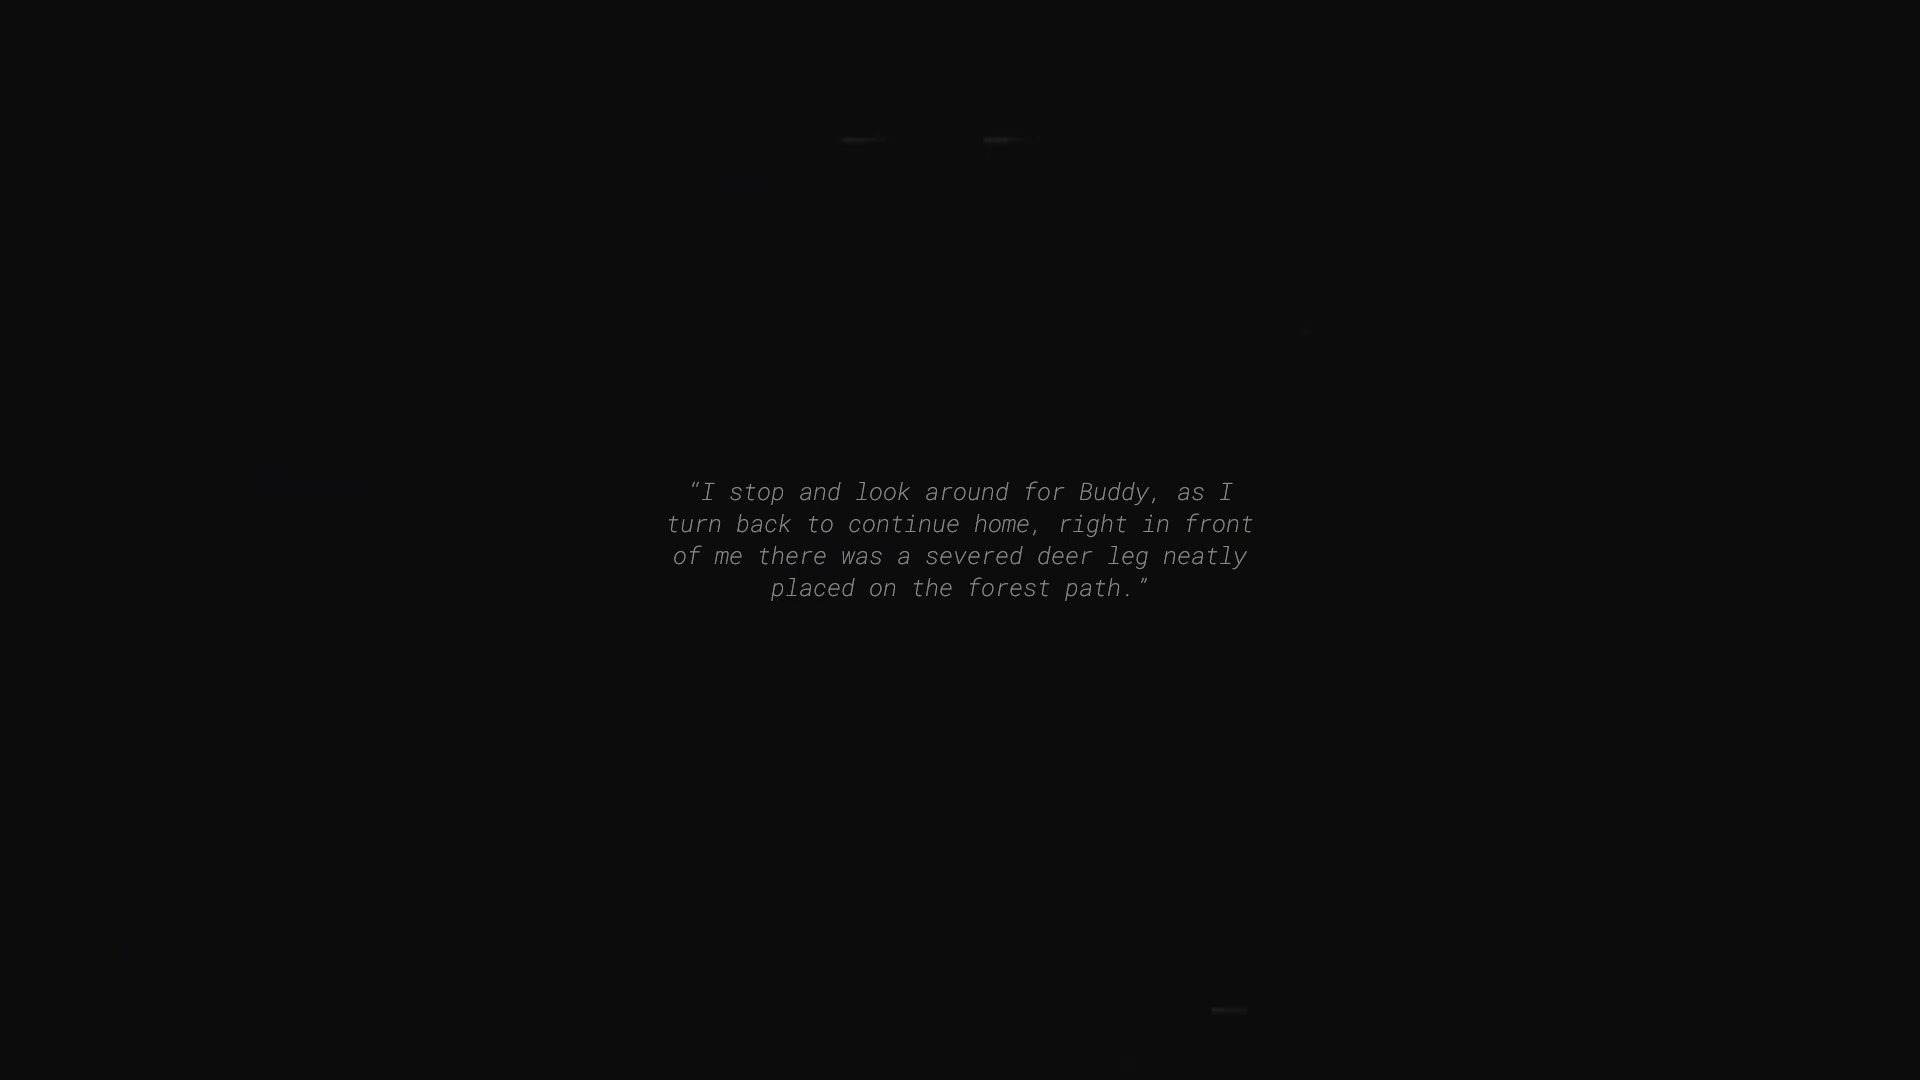 “I stop and look around for Buddy, as I
turn back to continue home, right in front
of me there was a severed deer leg neatly
placed on the forest path.”